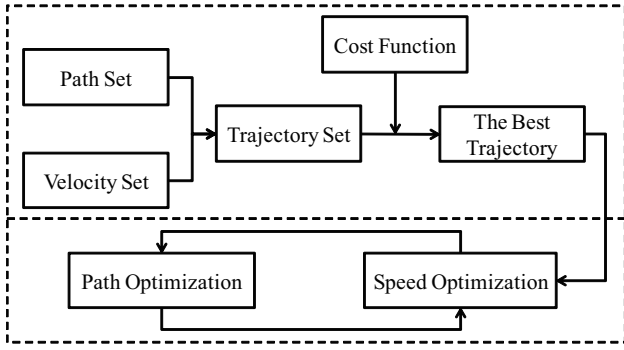 Cost Function
Path Set
Trajectory Set
The Best
Trajectory
Velocity Set
Path Optimization
Speed Optimization